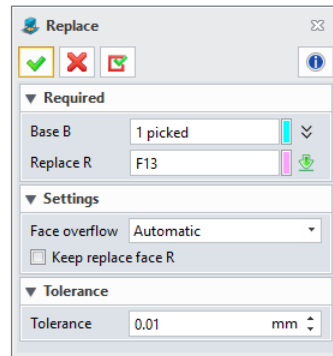 Replace
Required
Base B 1 picked
Replace R F13
Settings
Face overflow Automatic
Keep replace face R
Tolerance
Tolerance 0.01 mm